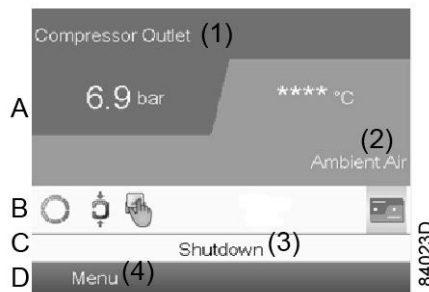 Compressor Outlet (1)
A 6.9 bar **** °C
(2)
Ambient Air
B
C Shutdown (3)
D Menu (4)
84023D